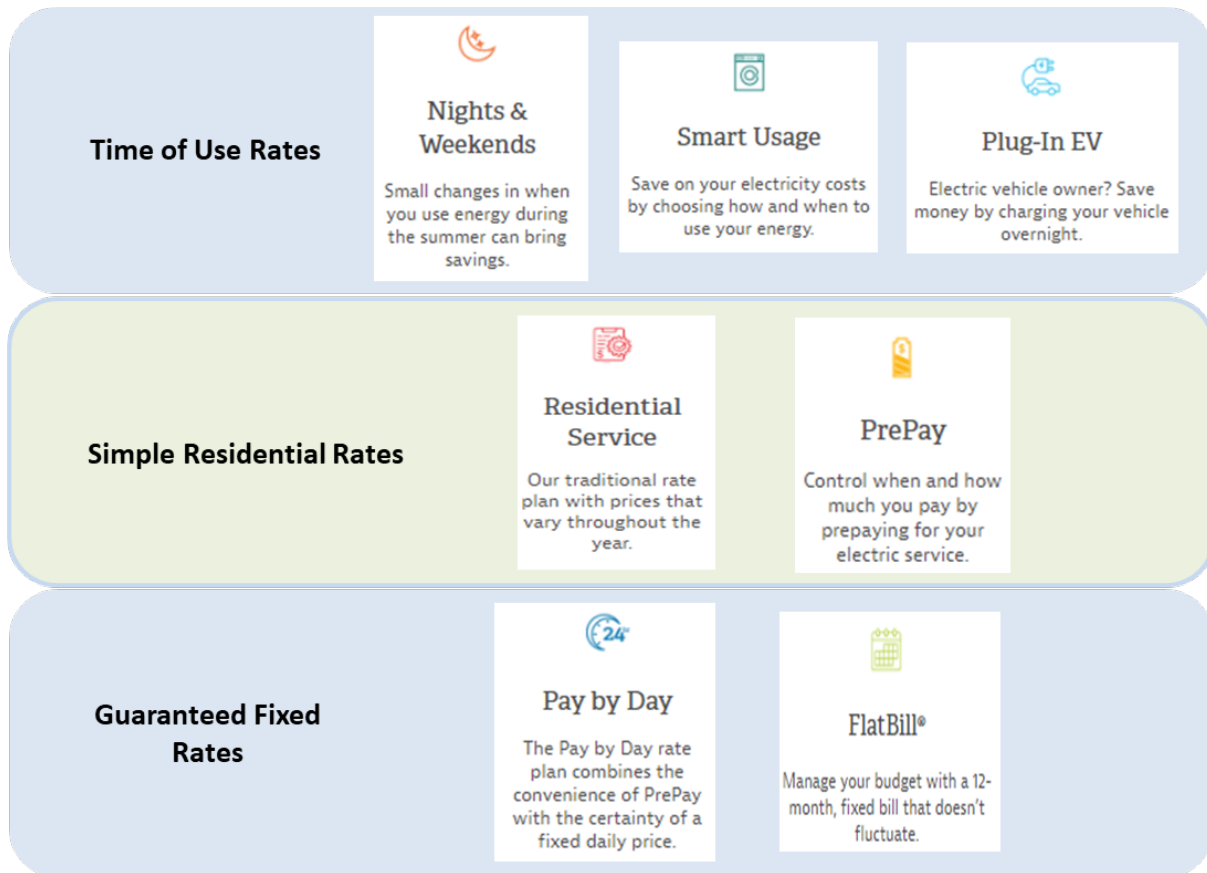 Time of Use Rates
Nights &
Weekends
Small changes in when
you use energy during
the summer can bring
savings.
Smart Usage
Save on your electricity costs
by choosing how and when to
use your energy.
Plug-In EV
Electric vehicle owner? Save
money by charging your vehicle
overnight.
Simple Residential Rates
Residential
Service
Our traditional rate
plan with prices that
vary throughout the
year.
$
PrePay
Control when and how
much you pay by
prepaying for your
electric service.
Guaranteed Fixed
Rates
24
Pay by Day
The Pay by Day rate
plan combines the
convenience of PrePay
with the certainty of a
fixed daily price.
FlatBill®
Manage your budget with a 12-
month, fixed bill that doesn’t
fluctuate.